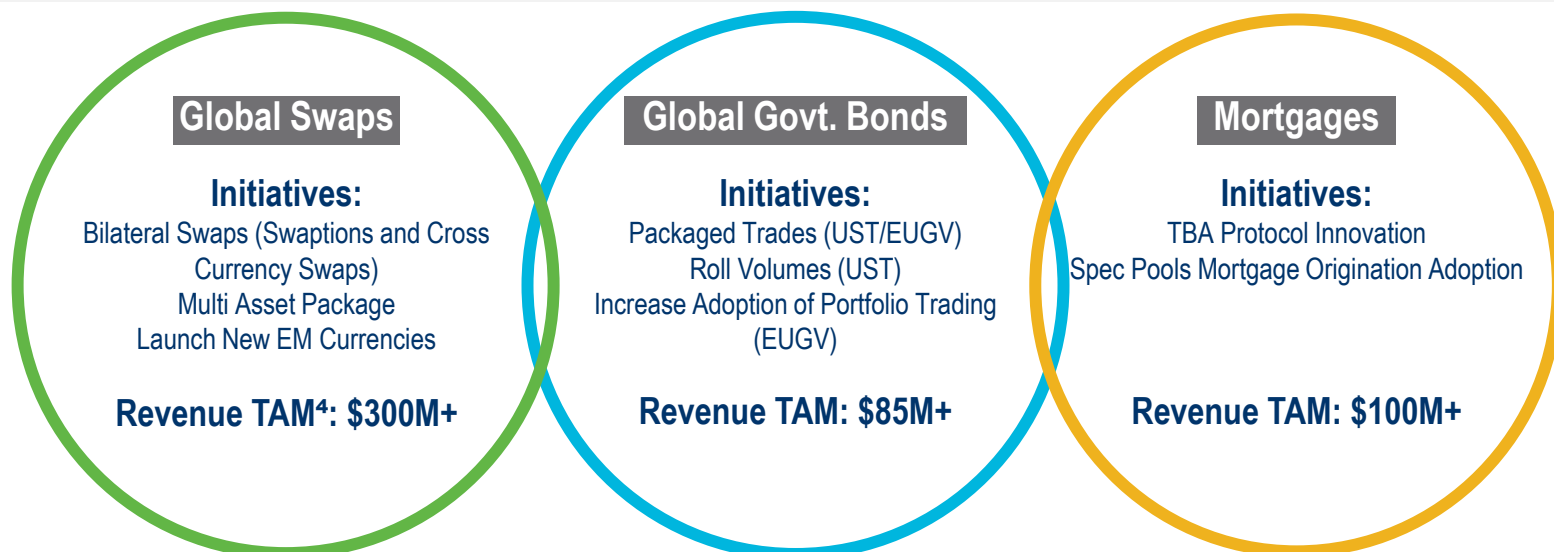 Global Swaps
Initiatives:
Bilateral Swaps (Swaptions and Cross
Currency Swaps)
Multi Asset Package
Launch New EM Currencies
Revenue TAM⁴: $300M+
Global Govt. Bonds
Initiatives:
Packaged Trades (UST/EUGV)
Roll Volumes (UST)
Increase Adoption of Portfolio Trading
(EUGV)
Revenue TAM: $85M+
Mortgages
Initiatives:
TBA Protocol Innovation
Spec Pools Mortgage Origination Adoption
Revenue TAM: $100M+